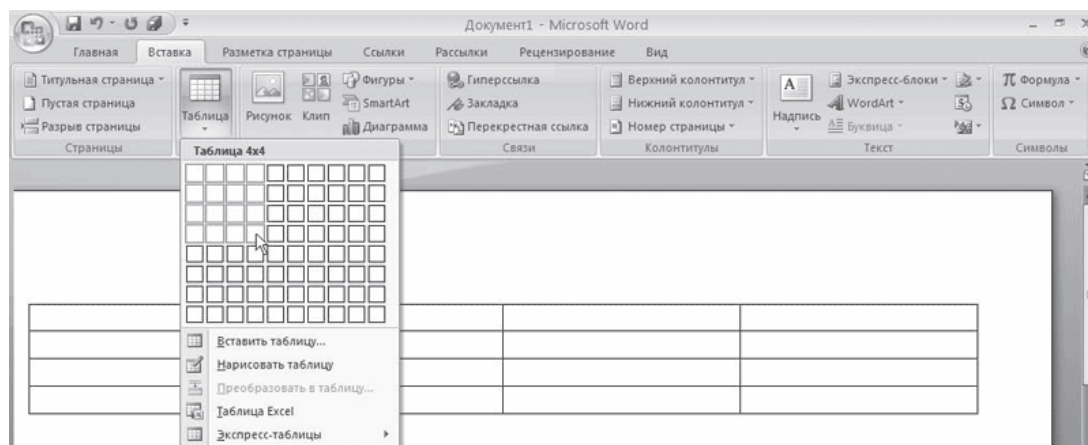 Документ1 - Microsoft Word
Главная Вставка Разметка страницы Ссылки Рассылки Рецензирование Вид
Титульная страница
Пустая страница
Разрыв страницы
Страницы
Таблица
Рисунок
Клип
Фигуры
SmartArt
Диаграмма
Гиперссылка
Закладка
Перекрестная ссылка
Связи
Верхний колонтитул
Нижний колонтитул
Номер страницы
Колонтитулы
Надпись
Экспресс-блоки
WordArt
Буквица
Текст
π Формула
Ω Символ
Символы
Таблица 4x4
Вставить таблицу...
Нарисовать таблицу
Преобразовать в таблицу...
Таблица Excel
Экспресс-таблицы